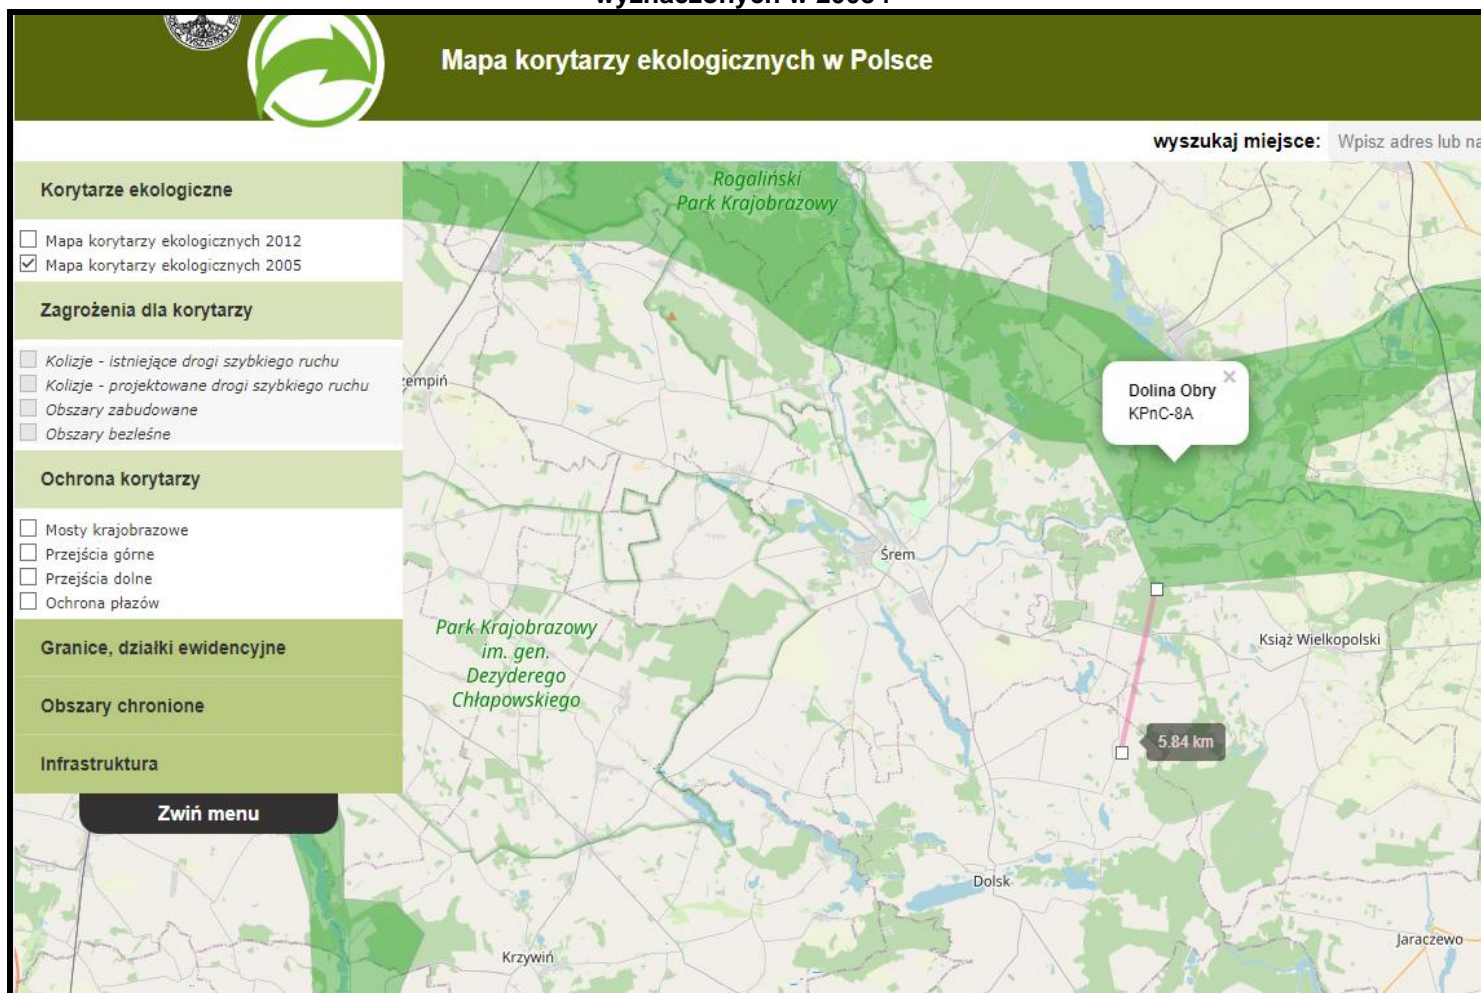 Mapa korytarzy ekologicznych w Polsce
wyszukaj miejsce: Wpisz adres lub na
Korytarze ekologiczne
Mapa korytarzy ekologicznych 2012
Mapa korytarzy ekologicznych 2005
Zagrożenia dla korytarzy
Kolizje - istniejące drogi szybkiego ruchu
Kolizje - projektowane drogi szybkiego ruchu
Obszary zabudowane
Obszary bezleśne
Ochrona korytarzy
Mosty krajobrazowe
Przejścia górne
Przejścia dolne
Ochrona płazów
Granice, działki ewidencyjne
Obszary chronione
Infrastruktura
Zwiń menu
Rogaliński
Park Krajobrazowy
empiń
Dolina Obry
KPnC-8A
Śrem
Park Krajobrazowy
im. gen.
Dezyderego
Chłapowskiego
Książ Wielkopolski
5.84 km
Dolsk
Krzywiń
Jaraczewo